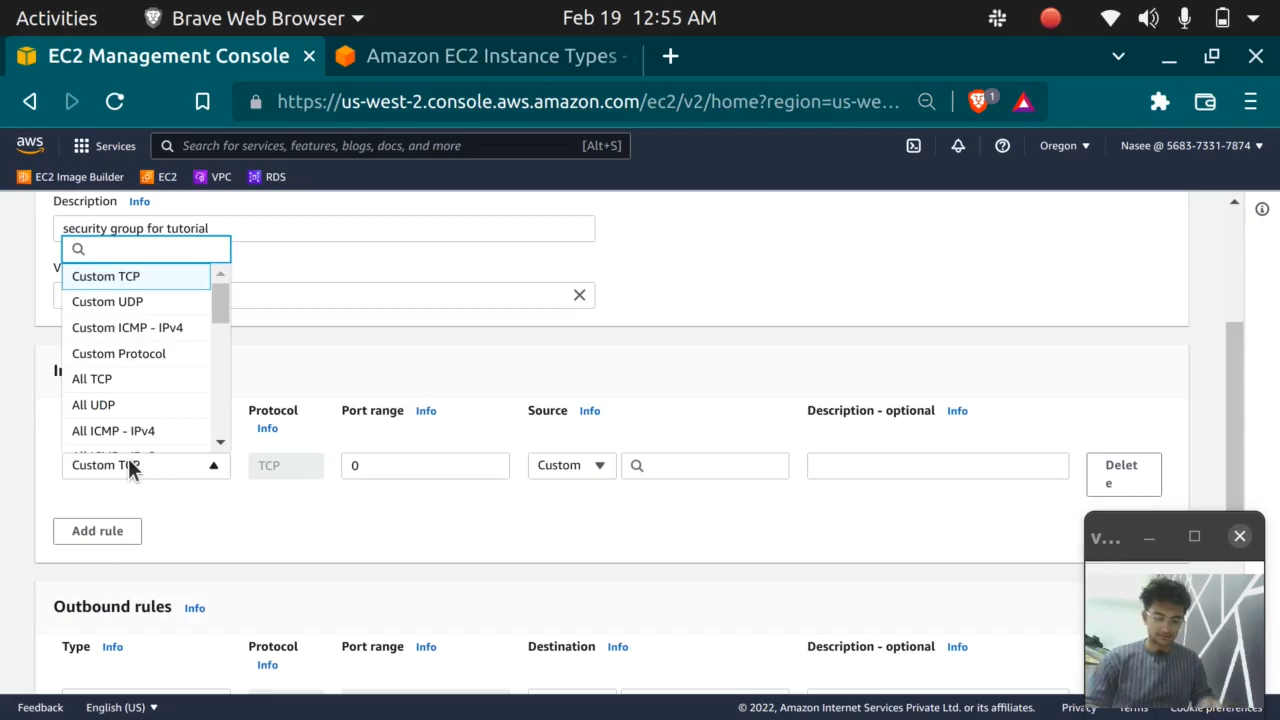 Activities
Brave Web Browser
Feb 19 12:55 AM
EC2 Management Console
Amazon EC2 Instance Types -
https://us-west-2.console.aws.amazon.com/ec2/v2/home?region=us-we...
1
aws
Services
Search for services, features, blogs, docs, and more
[Alt+S]
Oregon
Nasee @ 5683-7331-7874
EC2 Image Builder
EC2
VPC
RDS
Description Info
security group for tutorial
V
Custom TCP
Custom UDP
Custom ICMP - IPv4
Custom Protocol
All TCP
All UDP
All ICMP - IPv4
In
Protocol
Info
Port range Info
Source Info
Description - optional Info
Custom TCP
TCP
0
Custom
Delet
e
Add rule
v...
Outbound rules Info
Type Info
Protocol
Info
Port range Info
Destination Info
Description - optional Info
Feedback
English (US)
© 2022, Amazon Internet Services Private Ltd. or its affiliates.
Privacy
Terms
Cookie preferences